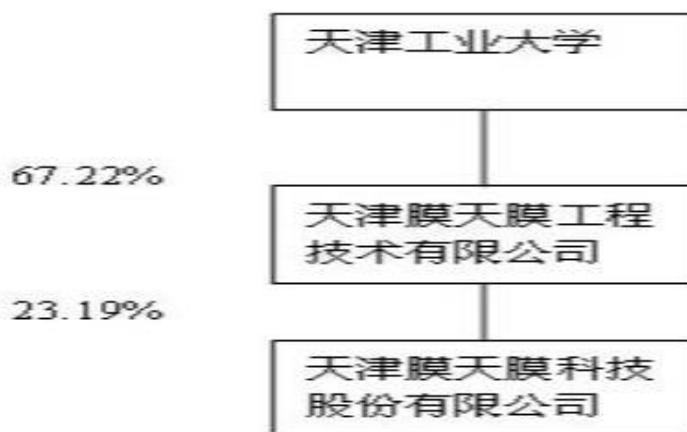 天津工业大学
67.22%
天津膜天膜工程
技术有限公司
23.19%
天津膜天膜科技
股份有限公司